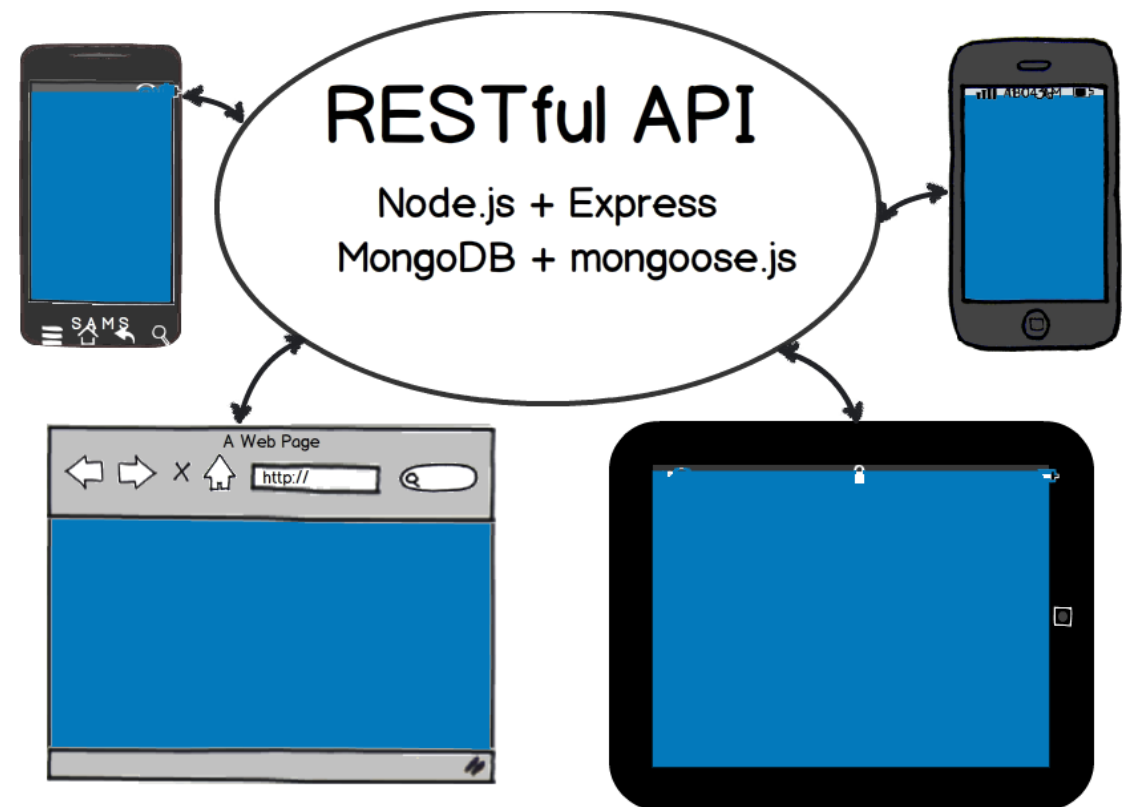 RESTful API
Node.js + Express
MongoDB + mongoose.js
SAMS
A Web Page
http://